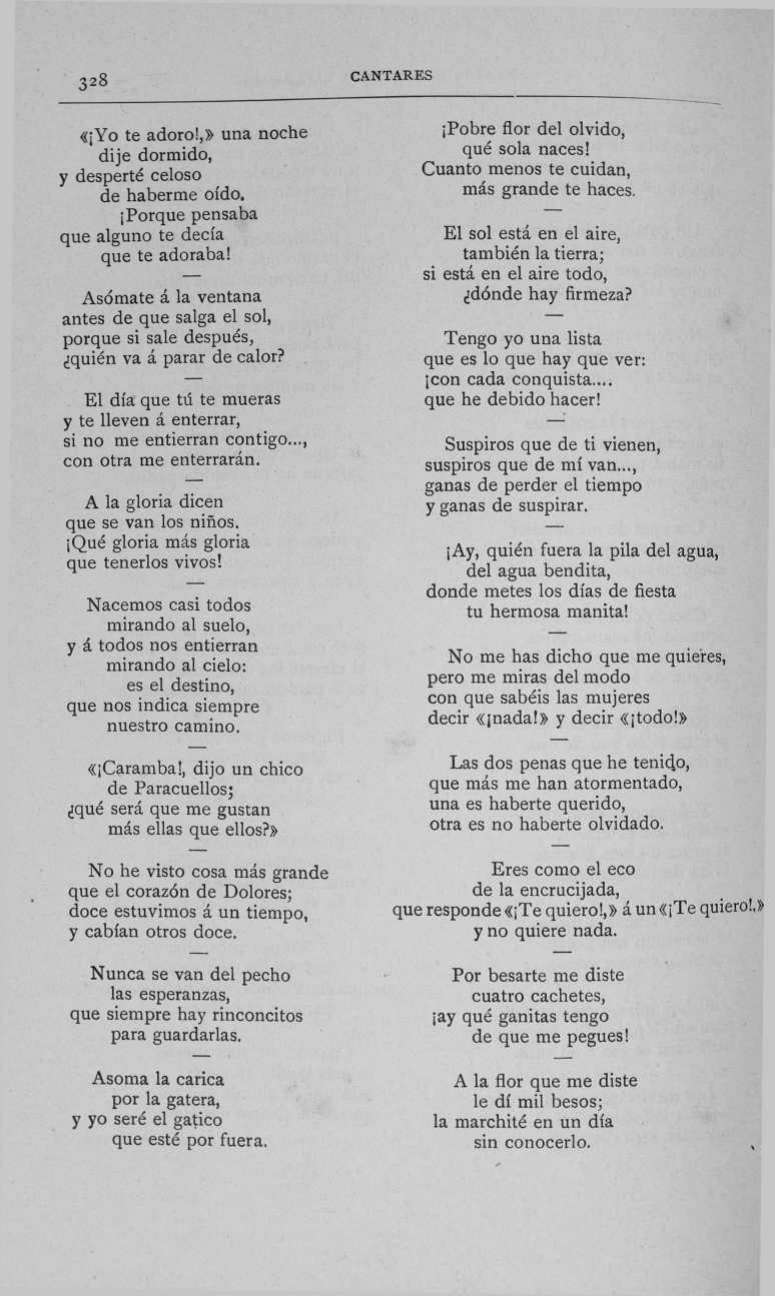 328
CANTARES
«¡Yo te adoro!,» una noche
dije dormido,
y desperté celoso
de haberme oído.
¡Porque pensaba
que alguno te decía
que te adoraba!
—
Asómate á la ventana
antes de que salga el sol,
porque si sale después,
¿quién va á parar de calor?
—
El día que tú te mueras
y te lleven á enterrar,
si no me entierran contigo...,
con otra me enterrarán.
—
A la gloria dicen
que se van los niños.
¡Qué gloria más gloria
que tenerlos vivos!
—
Nacemos casi todos
mirando al suelo,
y á todos nos entierran
mirando al cielo:
es el destino,
que nos indica siempre
nuestro camino.
—
«¡Caramba!, dijo un chico
de Paracuellos;
¿qué será que me gustan
más ellas que ellos?»
—
No he visto cosa más grande
que el corazón de Dolores;
doce estuvimos á un tiempo,
y cabían otros doce.
—
Nunca se van del pecho
las esperanzas,
que siempre hay rinconcitos
para guardarlas.
—
Asoma la carica
por la gatera,
y yo seré el gatico
que esté por fuera.
¡Pobre flor del olvido,
qué sola naces!
Cuanto menos te cuidan,
más grande te haces.
—
El sol está en el aire,
también la tierra;
si está en el aire todo,
¿dónde hay firmeza?
—
Tengo yo una lista
que es lo que hay que ver:
¡con cada conquista....
que he debido hacer!
—
Suspiros que de ti vienen,
suspiros que de mí van...,
ganas de perder el tiempo
y ganas de suspirar.
—
¡Ay, quién fuera la pila del agua,
del agua bendita,
donde metes los días de fiesta
tu hermosa manita!
—
No me has dicho que me quieres,
pero me miras del modo
con que sabéis las mujeres
decir «¡nada!» y decir «¡todo!»
—
Las dos penas que he tenido,
que más me han atormentado,
una es haberte querido,
otra es no haberte olvidado.
—
Eres como el eco
de la encrucijada,
que responde «¡Te quiero!,» á un «¡Te quiero!,»
y no quiere nada.
—
Por besarte me diste
cuatro cachetes,
¡ay qué ganitas tengo
de que me pegues!
—
A la flor que me diste
le dí mil besos;
la marchité en un día
sin conocerlo.